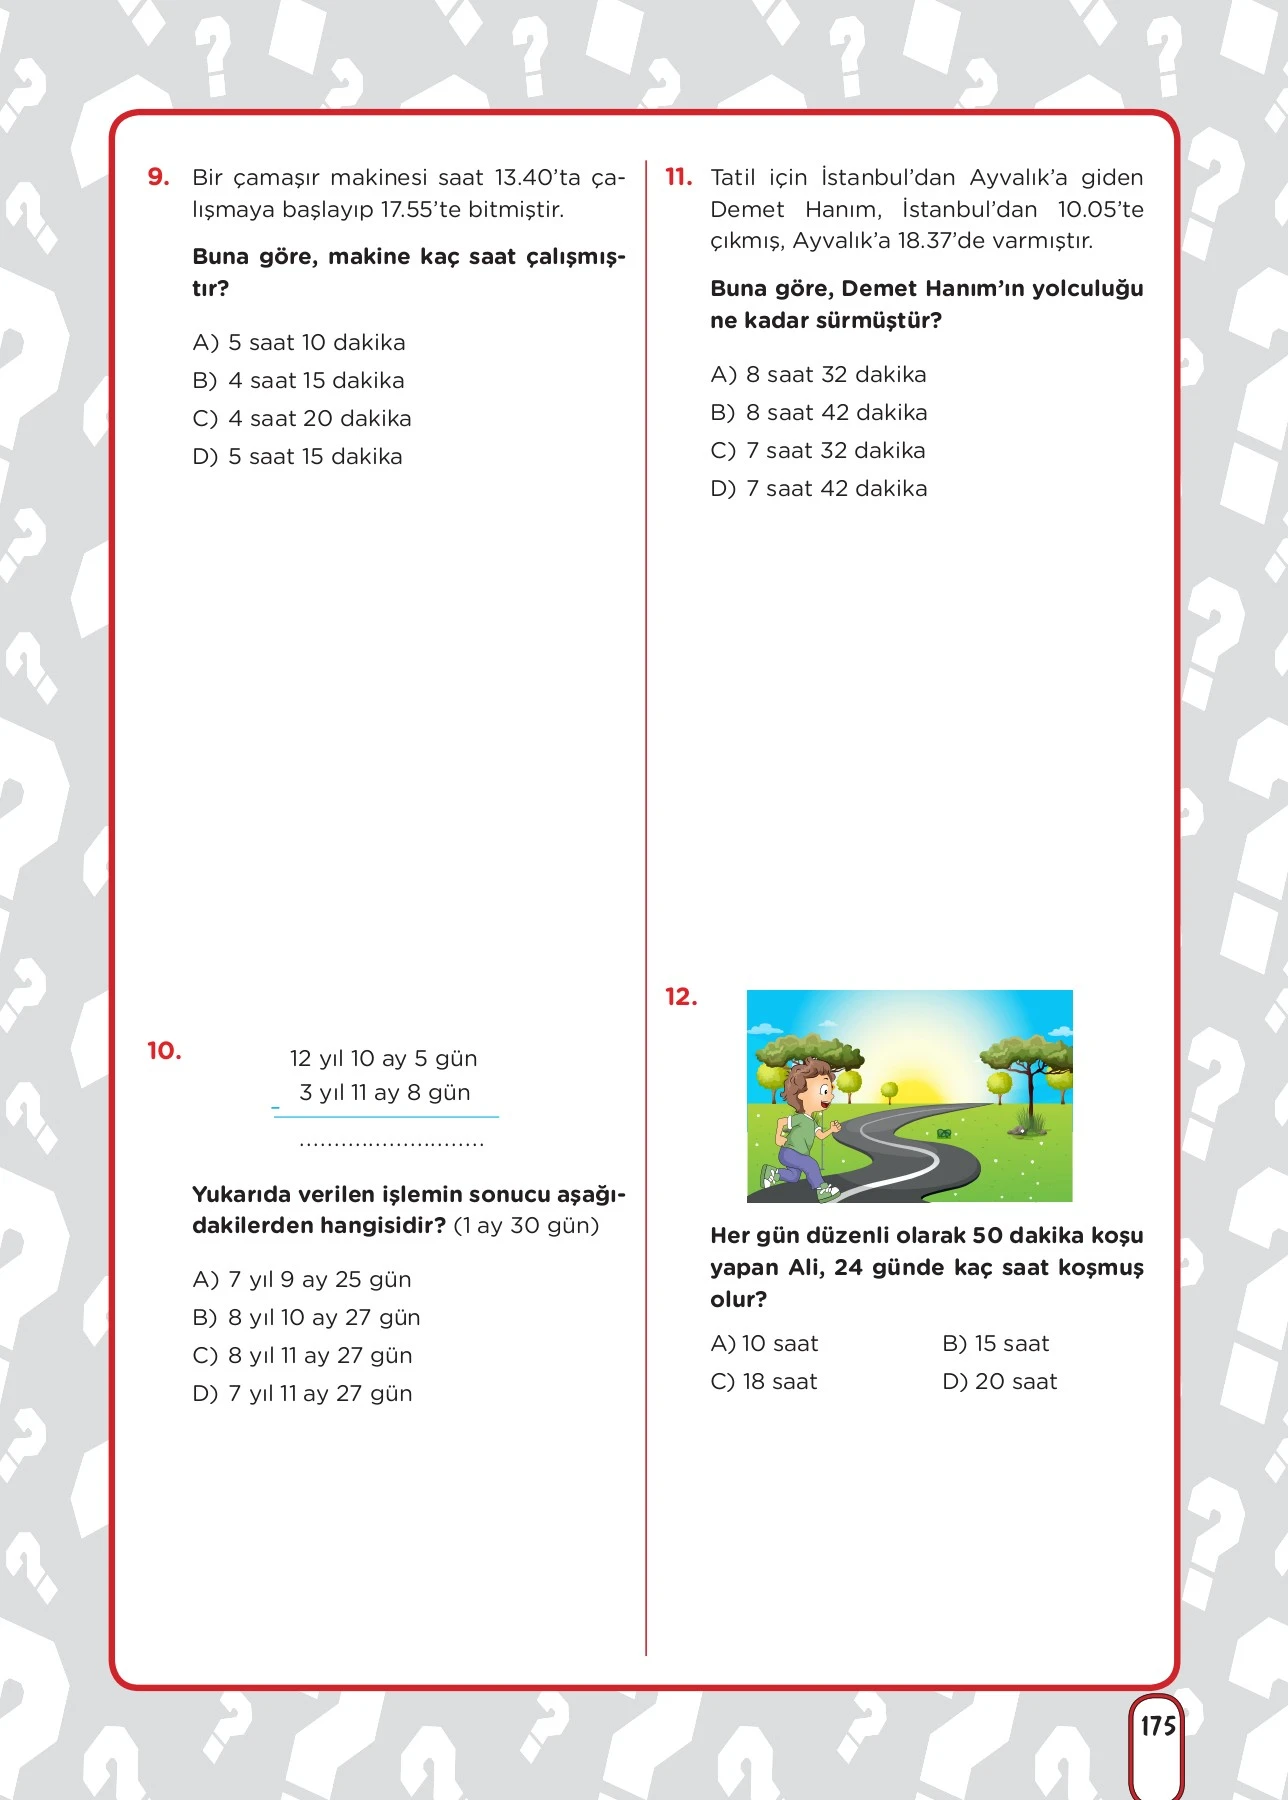 9. Bir çamaşır makinesi saat 13.40’ta ça-
lışmaya başlayıp 17.55’te bitmiştir.
Buna göre, makine kaç saat çalışmış-
tır?
A) 5 saat 10 dakika
B) 4 saat 15 dakika
C) 4 saat 20 dakika
D) 5 saat 15 dakika
10. 12 yıl 10 ay 5 gün
3 yıl 11 ay 8 gün
-
...........................
Yukarıda verilen işlemin sonucu aşağı-
dakilerden hangisidir? (1 ay 30 gün)
A) 7 yıl 9 ay 25 gün
B) 8 yıl 10 ay 27 gün
C) 8 yıl 11 ay 27 gün
D) 7 yıl 11 ay 27 gün
11. Tatil için İstanbul’dan Ayvalık’a giden
Demet Hanım, İstanbul’dan 10.05’te
çıkmış, Ayvalık’a 18.37’de varmıştır.
Buna göre, Demet Hanım’ın yolculuğu
ne kadar sürmüştür?
A) 8 saat 32 dakika
B) 8 saat 42 dakika
C) 7 saat 32 dakika
D) 7 saat 42 dakika
12.
Her gün düzenli olarak 50 dakika koşu
yapan Ali, 24 günde kaç saat koşmuş
olur?
A) 10 saat B) 15 saat
C) 18 saat D) 20 saat
175